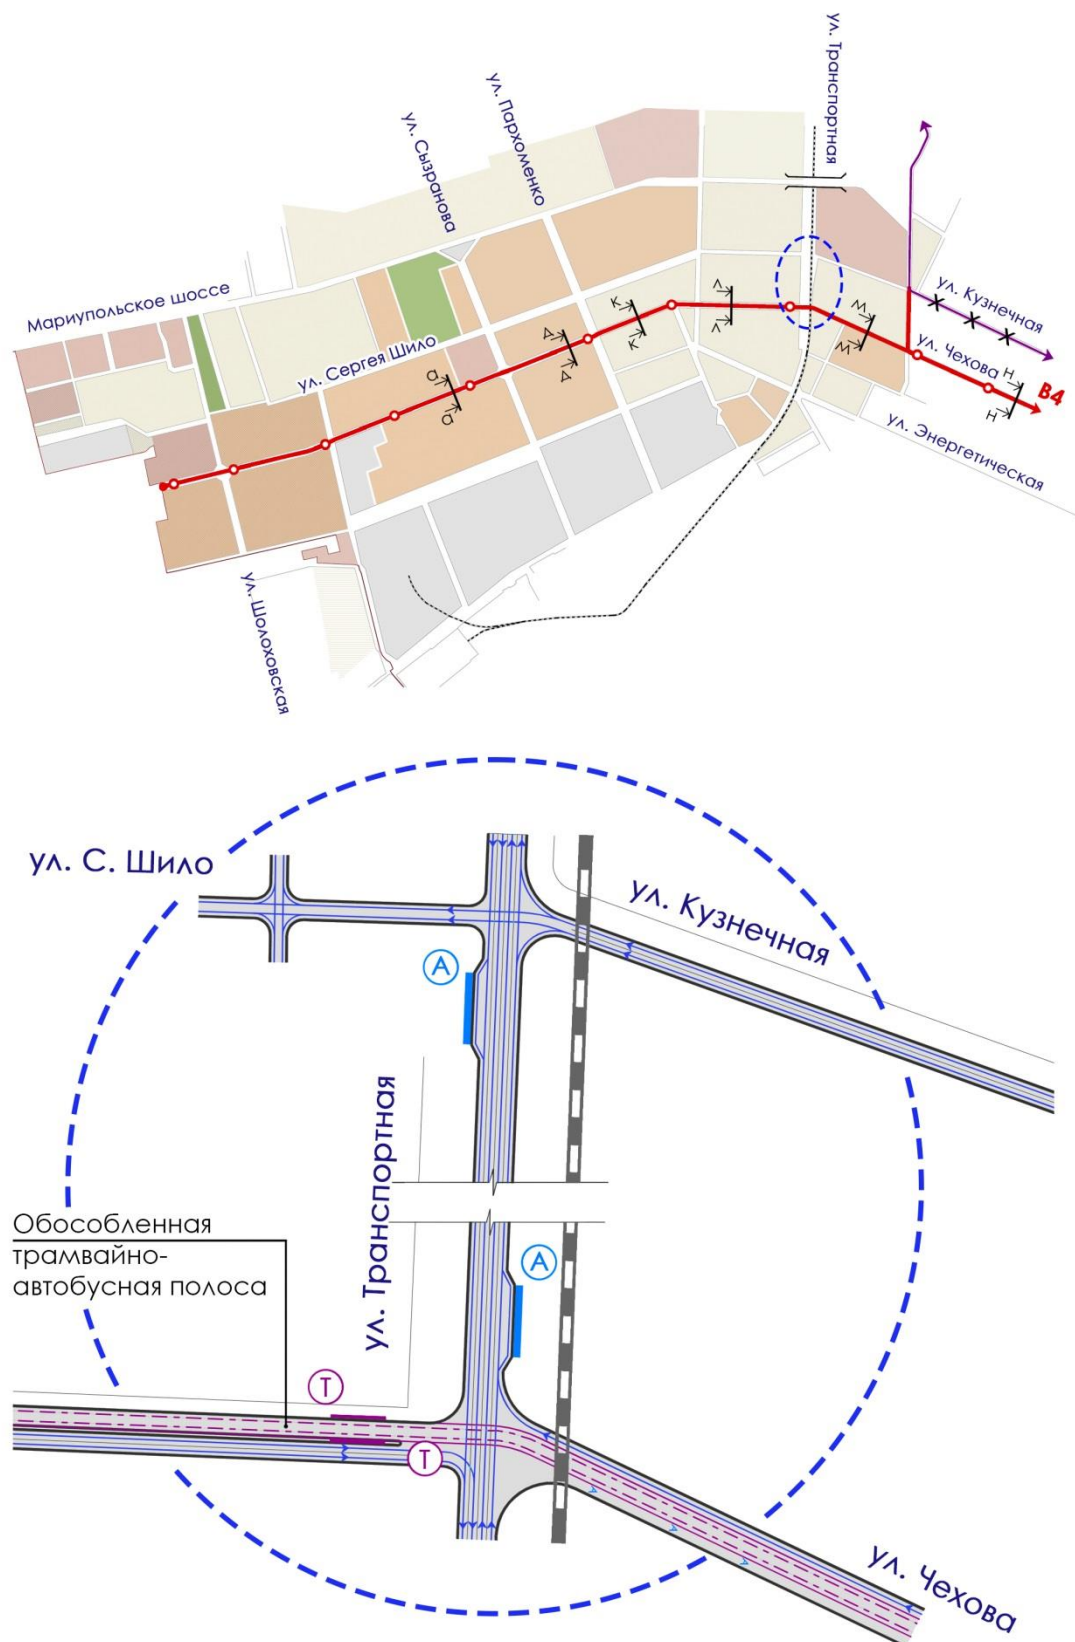 ул. Транспортная
ул. Пархоменко
ул. Сызранова
Мариупольское шоссе
ул. Сергея Шило
ул. Кузнечная
ул. Чехова
В4
ул. Энергетическая
ул. Шолоховская
а
а
д
д
к
к
л
л
м
м
н
н
ул. С. Шило
ул. Кузнечная
А
ул. Транспортная
А
Обособленная
трамвайно-
автобусная полоса
Т
Т
ул. Чехова